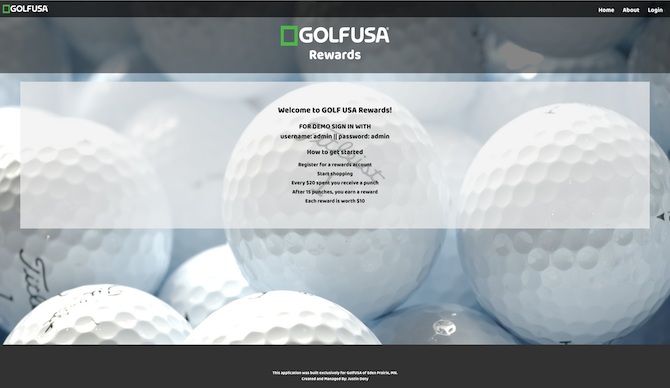 GOLFUSA
Home About Login
GOLFUSA
Rewards
Welcome to GOLF USA Rewards!
FOR DEMO SIGN IN WITH
username: admin || password: admin
How to get started
Register for a rewards account
Start shopping
Every $20 spent you receive a punch
After 15 punches, you earn a reward
Each reward is worth $10
This application was built exclusively for GolfUSA of Eden Prairie, MN.
Created and Managed By: Justin Doty